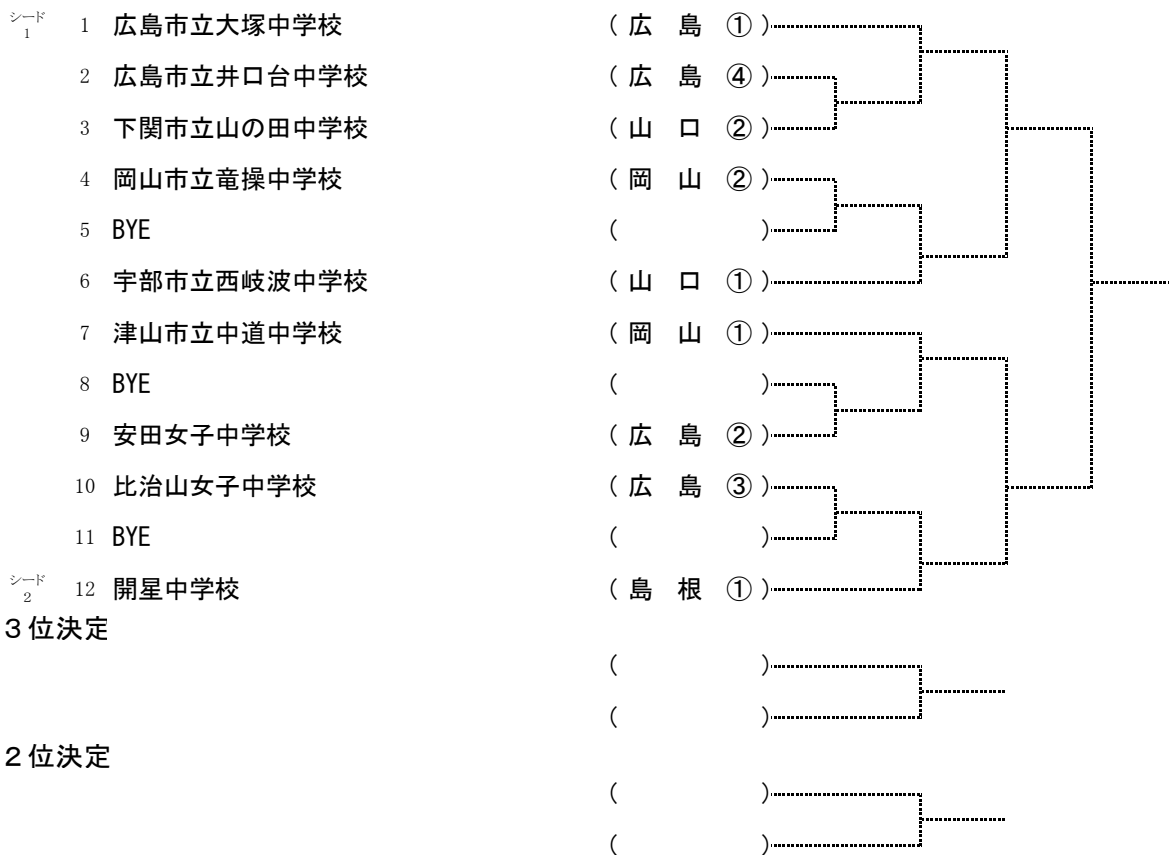 シード1 1 広島市立大塚中学校 ( 広 島 ① )
2 広島市立井口台中学校 ( 広 島 ④ )
3 下関市立山の田中学校 ( 山 口 ② )
4 岡山市立竜操中学校 ( 岡 山 ② )
5 BYE ( )
6 宇部市立西岐波中学校 ( 山 口 ① )
7 津山市立中道中学校 ( 岡 山 ① )
8 BYE ( )
9 安田女子中学校 ( 広 島 ② )
10 比治山女子中学校 ( 広 島 ③ )
11 BYE ( )
シード2 12 開星中学校 ( 島 根 ① )
３位決定
( )
( )
２位決定
( )
( )